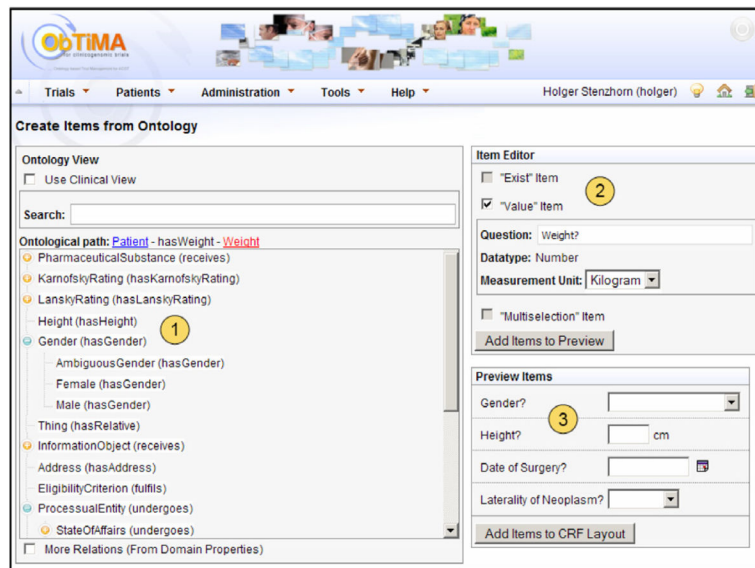 ObTiMA
for clinicogenomic trials
Trials Patients Administration Tools Help Holger Stenzhorn (holger)
Create Items from Ontology
Ontology View
Use Clinical View
Search:
Ontological path: Patient - hasWeight - Weight
PharmaceuticalSubstance (receives)
KarnofskyRating (hasKarnofskyRating)
LanskyRating (hasLanskyRating)
Height (hasHeight)
1
Gender (hasGender)
AmbiguousGender (hasGender)
Female (hasGender)
Male (hasGender)
Thing (hasRelative)
InformationObject (receives)
Address (hasAddress)
EligibilityCriterion (fulfils)
ProcessualEntity (undergoes)
StateOfAffairs (undergoes)
More Relations (From Domain Properties)
Item Editor
"Exist" Item
2
"Value" Item
Question: Weight?
Datatype: Number
Measurement Unit: Kilogram
"Multiselection" Item
Add Items to Preview
Preview Items
Gender?
3
Height? cm
Date of Surgery?
Laterality of Neoplasm?
Add Items to CRF Layout